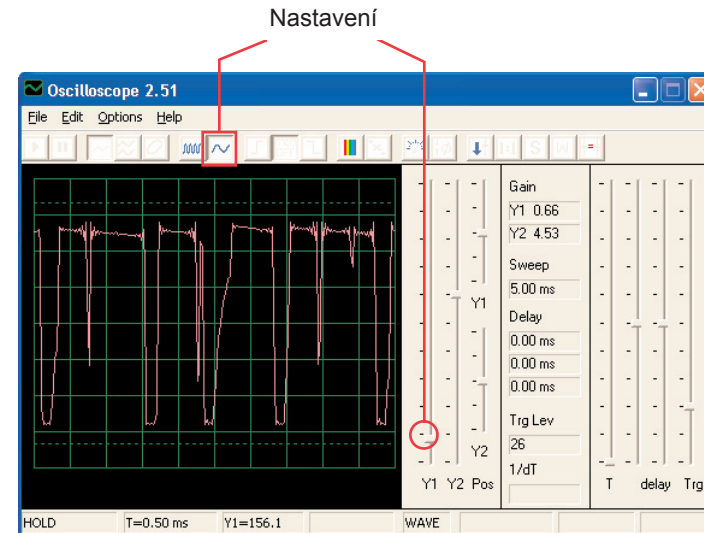 Nastavení
Oscilloscope 2.51
File Edit Options Help
Gain
Y1 0.66
Y2 4.53
Sweep
5.00 ms
Y1
Delay
0.00 ms
0.00 ms
0.00 ms
Trg Lev
26
Y2
1/dT
Y1 Y2 Pos T delay Trg
HOLD T=0.50 ms Y1=156.1 WAVE